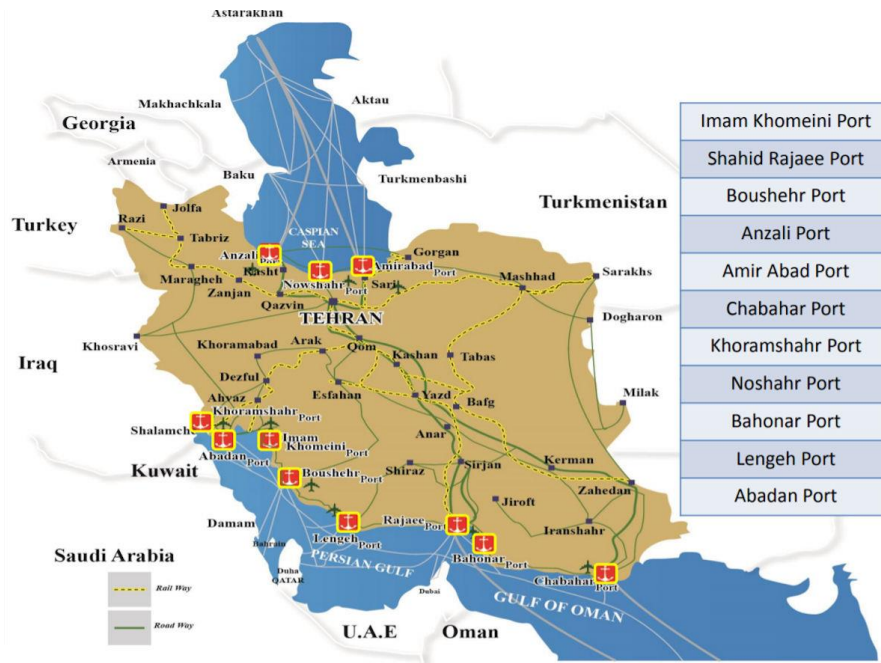 Astarakhan
Makhachkala
Aktau
Georgia
Armenia
Baku
Turkmenbashi
Turkmenistan
Turkey
Razi
Jolfa
Tabriz
CASPIAN
SEA
Anzali
Rasht
Nowshahr Port
Amirabad Port
Gorgan
Sari
Maragheh
Zanjan
Qazvin
TEHRAN
Mashhad
Sarakhs
Dogharon
Khosravi
Iraq
Khoramabad
Arak
Qom
Kashan
Tabas
Dezful
Esfahan
Yazd
Bafg
Milak
Ahvaz
Khoramshahr Port
Shalamch
Abadan Port
Imam
Khomeini Port
Anar
Kuwait
Boushehr Port
Shiraz
Sirjan
Kerman
Zahedan
Jiroft
Iranshahr
Damam
Lengeh Port
Rajaee Port
Bahonar Port
Chabahar
Port
Bahrain
Saudi Arabia
Duha
QATAR
PERSIAN GULF
Dubai
GULF OF OMAN
U.A.E
Oman
Rail Way
Road Way
Imam Khomeini Port
Shahid Rajaee Port
Boushehr Port
Anzali Port
Amir Abad Port
Chabahar Port
Khoramshahr Port
Noshahr Port
Bahonar Port
Lengeh Port
Abadan Port